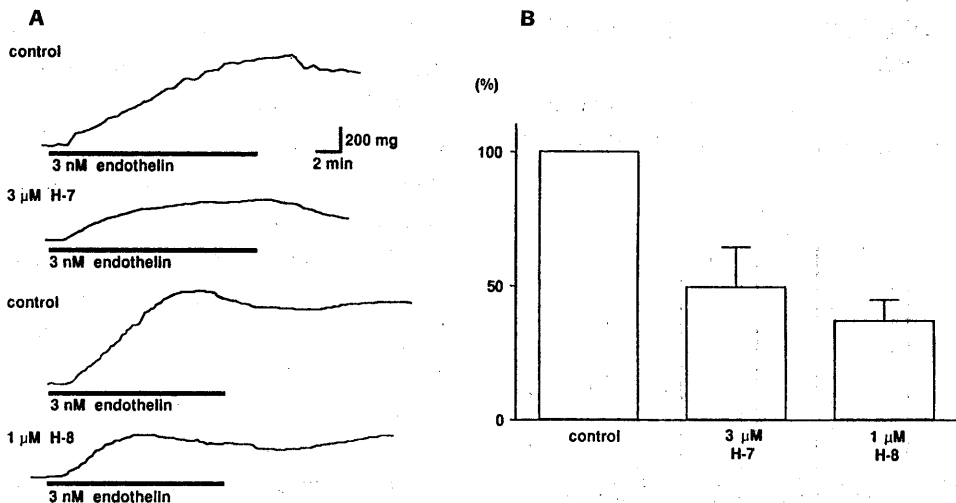 A
control
200 mg
2 min
3 nM endothelin
3 µM H-7
3 nM endothelin
control
3 nM endothelin
1 µM H-8
3 nM endothelin
B
(%)
100
50
0
control
3 µM
H-7
1 µM
H-8